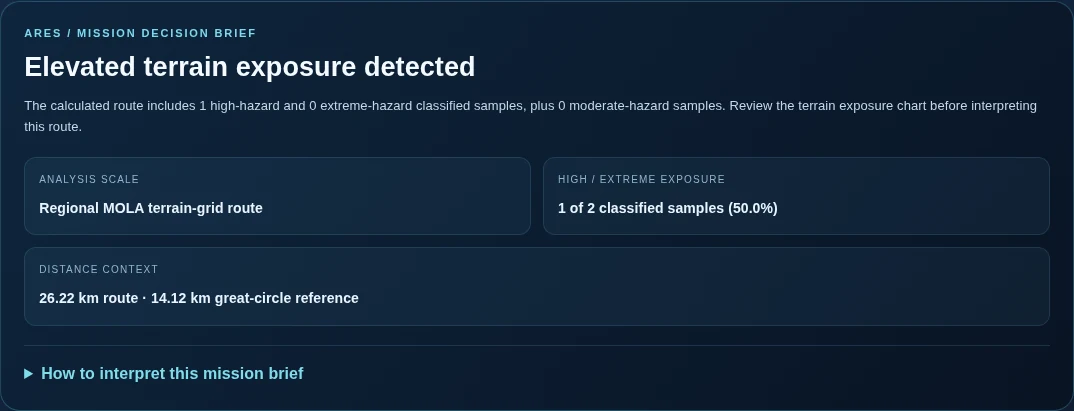 ARES / MISSION DECISION BRIEF
Elevated terrain exposure detected
The calculated route includes 1 high-hazard and 0 extreme-hazard classified samples, plus 0 moderate-hazard samples. Review the terrain exposure chart before interpreting
this route.
ANALYSIS SCALE
Regional MOLA terrain-grid route
HIGH / EXTREME EXPOSURE
1 of 2 classified samples (50.0%)
DISTANCE CONTEXT
26.22 km route · 14.12 km great-circle reference
How to interpret this mission brief